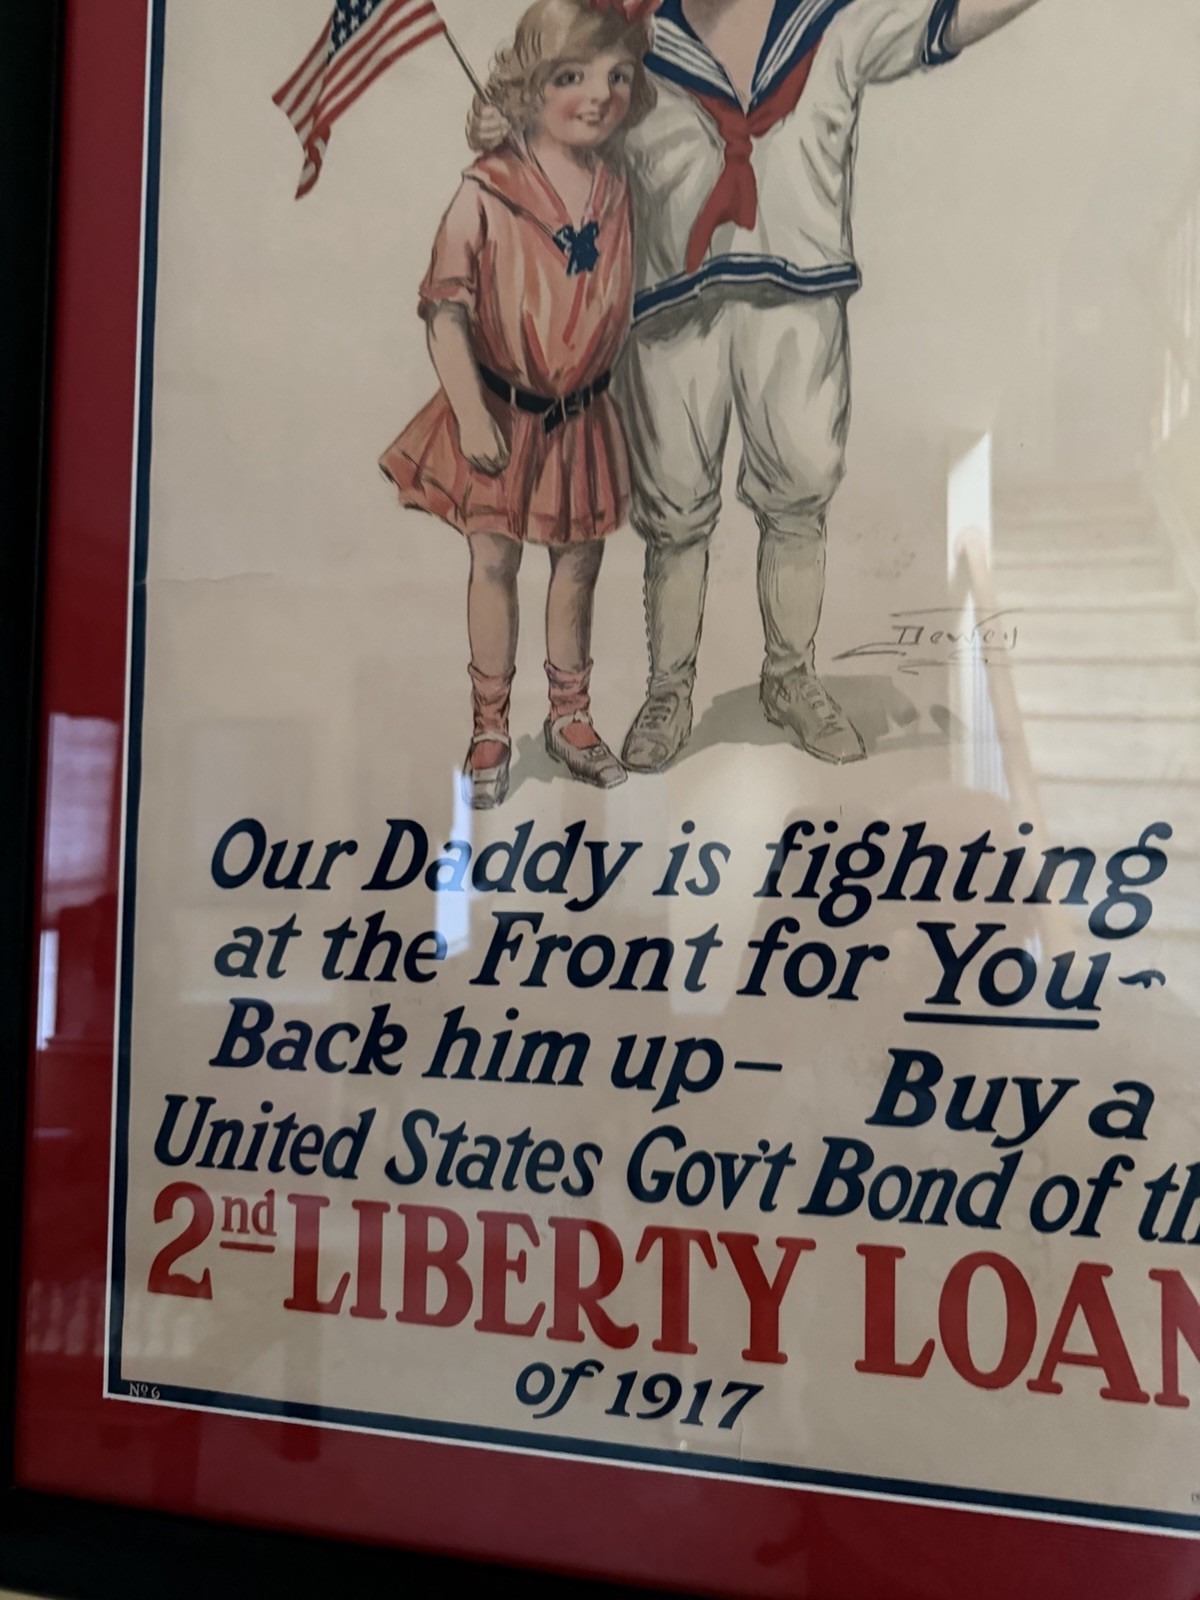 Dewey
Our Daddy is fighting
at the Front for You-
Back him up- Buy a
United States Gov't Bond of th
2nd LIBERTY LOAN
of 1917
No 6